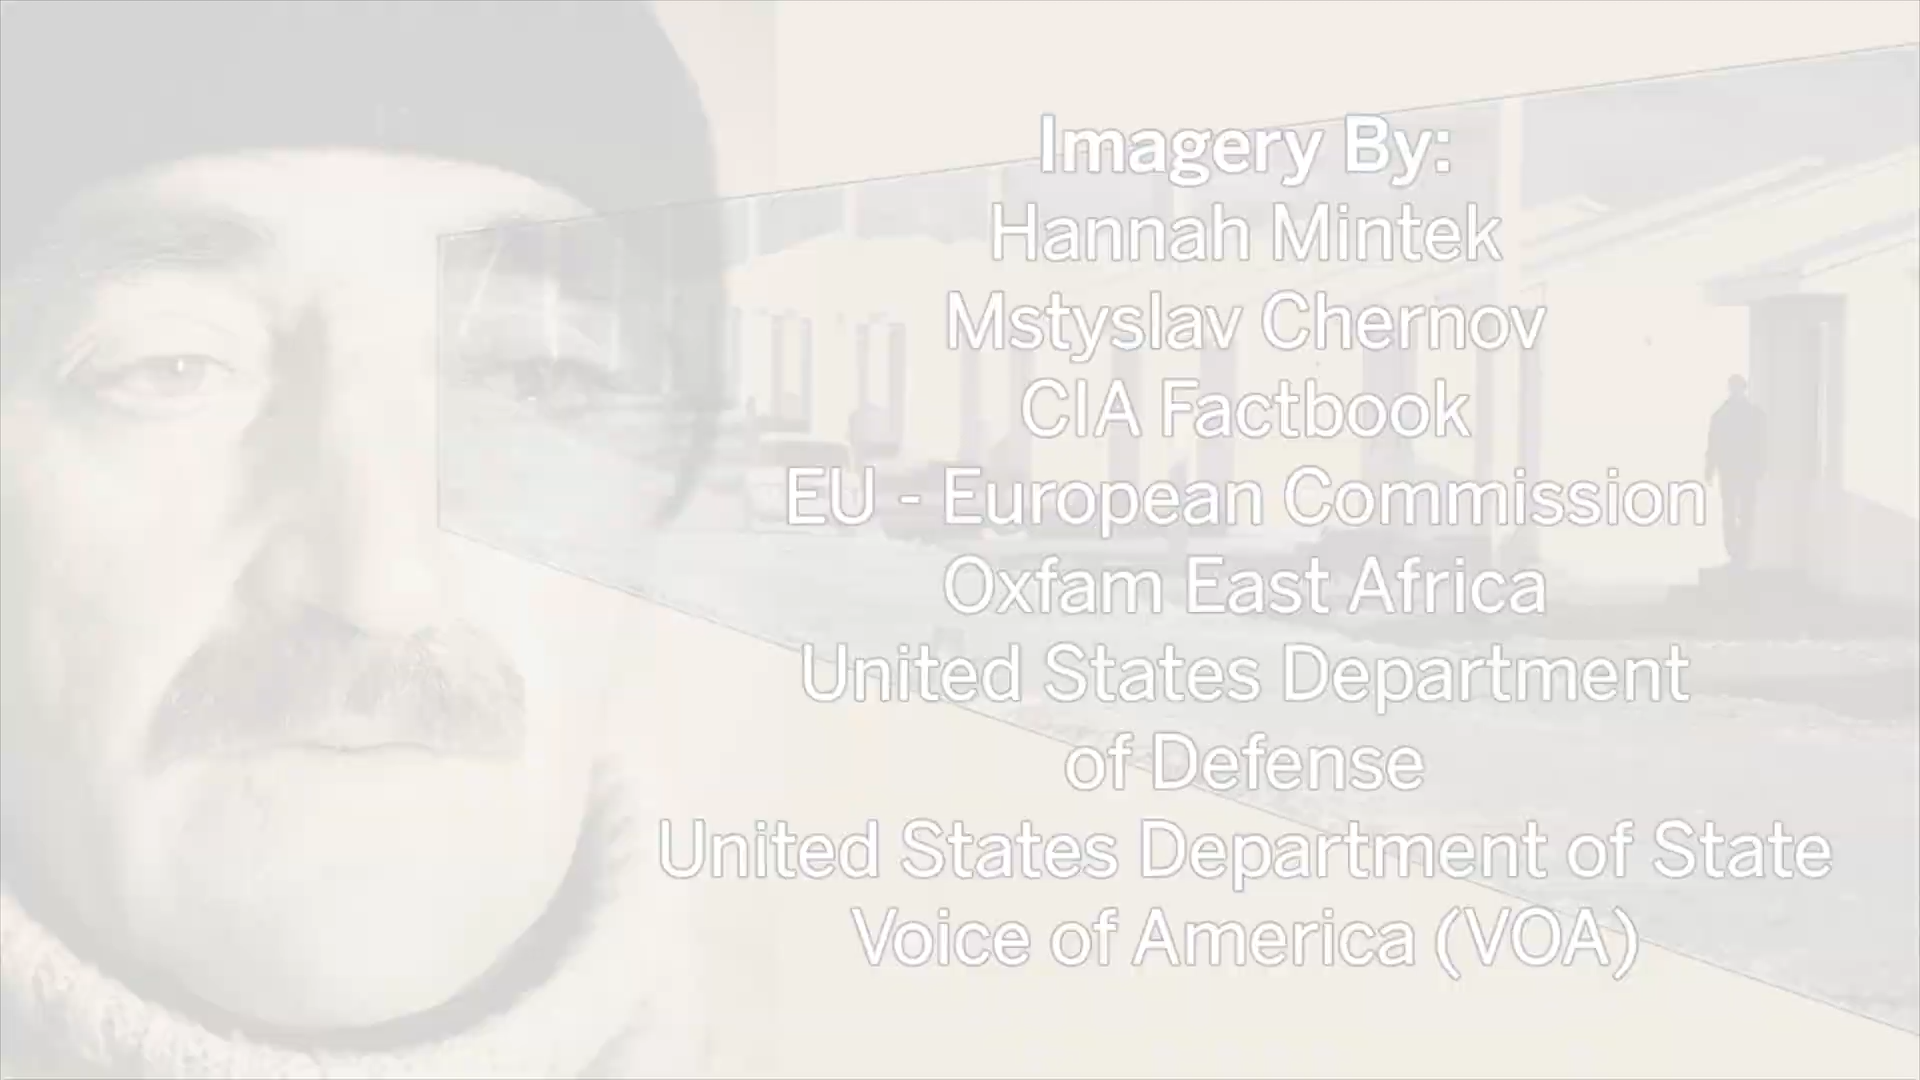 Imagery By:
Hannah Mintek
Mstyslav Chernov
CIA Factbook
EU - European Commission
Oxfam East Africa
United States Department
of Defense
United States Department of State
Voice of America (VOA)